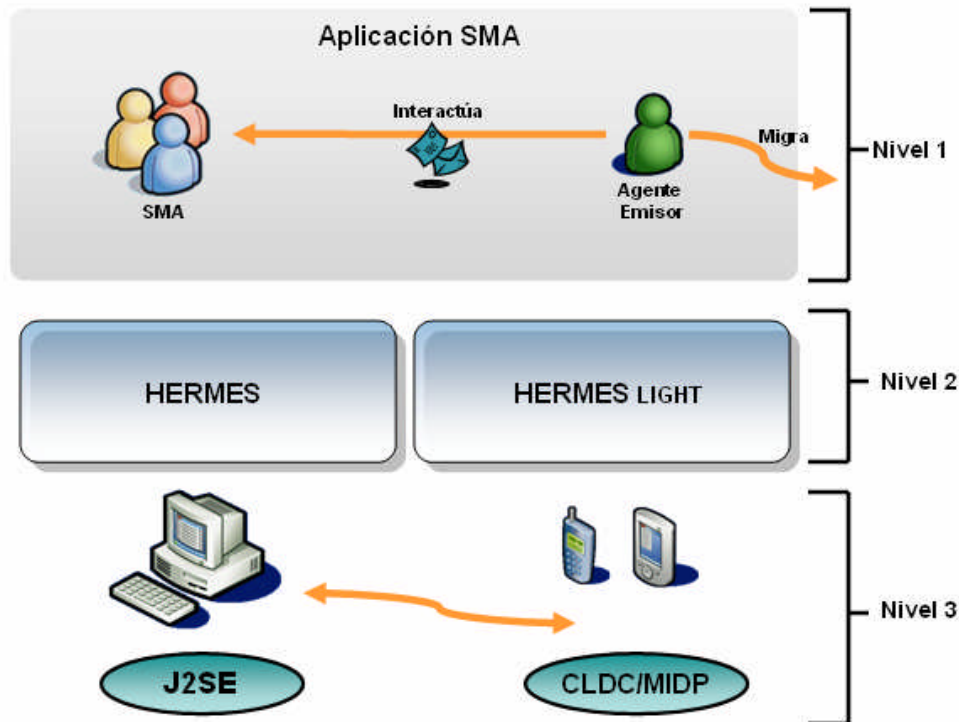 Aplicación SMA
Interactúa
Migra
Nivel 1
SMA
Agente
Emisor
HERMES
HERMES LIGHT
Nivel 2
Nivel 3
J2SE
CLDC/MIDP